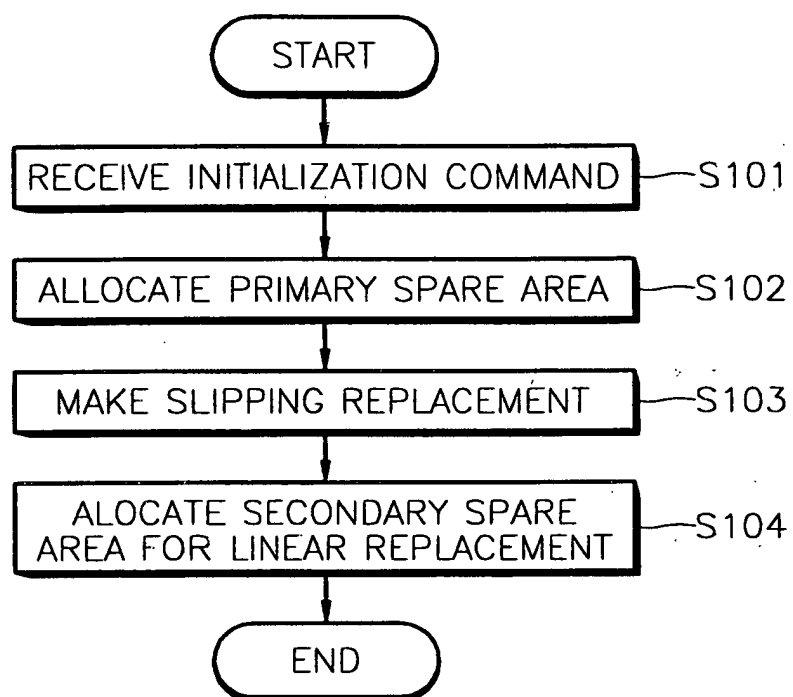 START
RECEIVE INITIALIZATION COMMAND
S101
ALLOCATE PRIMARY SPARE AREA
S102
MAKE SLIPPING REPLACEMENT
S103
ALOCATE SECONDARY SPARE
AREA FOR LINEAR REPLACEMENT
S104
END